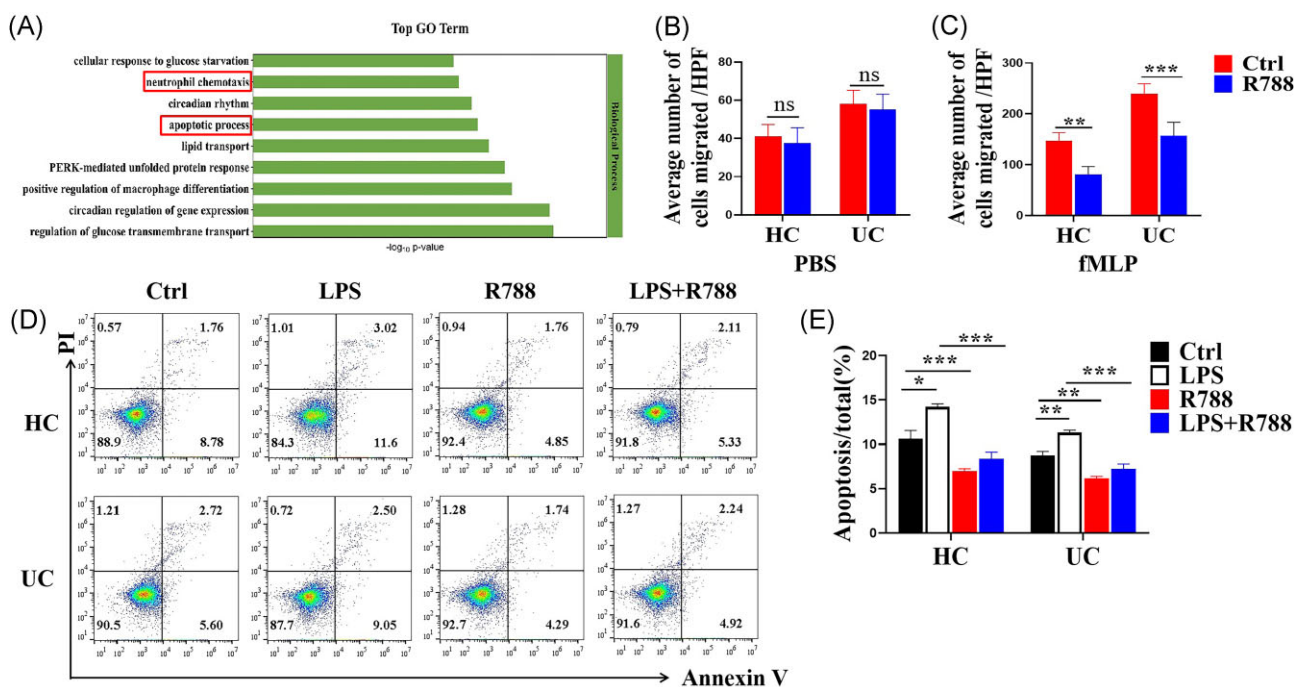 (A)
Top GO Term
cellular response to glucose starvation
neutrophil chemotaxis
circadian rhythm
apoptotic process
lipid transport
PERK-mediated unfolded protein response
positive regulation of macrophage differentiation
circadian regulation of gene expression
regulation of glucose transmembrane transport
Biological Process
-log10 p-value
(B)
Average number of
cells migrated /HPF
80
60
40
20
0
ns
ns
HC
UC
PBS
(C)
Average number of
cells migrated /HPF
300
200
100
0
**
***
HC
UC
fMLP
Ctrl
R788
(D)
Ctrl
LPS
R788
LPS+R788
PI
HC
0.57
1.76
88.9
8.78
1.01
3.02
84.3
11.6
0.94
1.76
92.4
4.85
0.79
2.11
91.8
5.33
UC
1.21
2.72
90.5
5.60
0.72
2.50
87.7
9.05
1.28
1.74
92.7
4.29
1.27
2.24
91.6
4.92
Annexin V
(E)
Apoptosis/total(%)
20
15
10
5
0
*
***
***
**
**
***
HC
UC
Ctrl
LPS
R788
LPS+R788